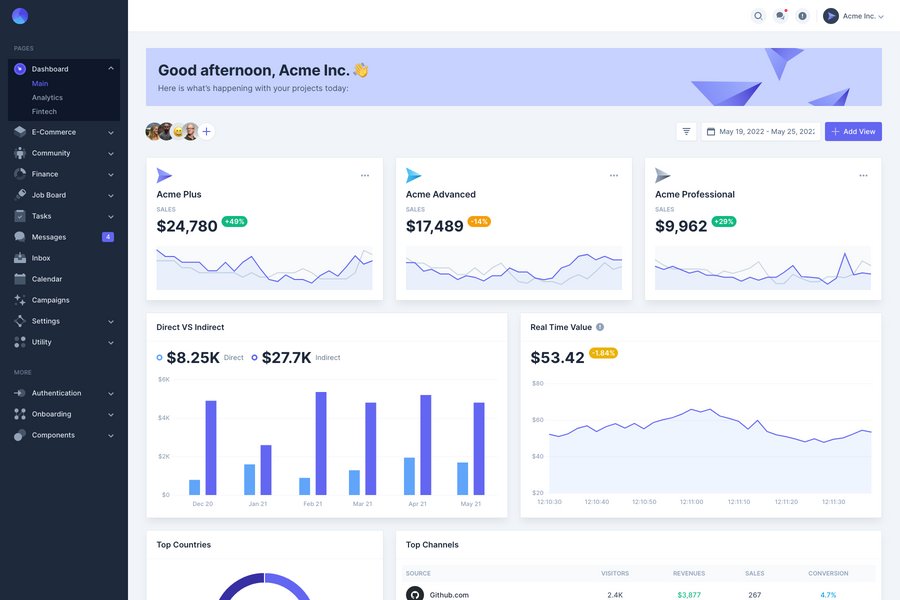 PAGES
Dashboard
Main
Analytics
Fintech
E-Commerce
Community
Finance
Job Board
Tasks
Messages 4
Inbox
Calendar
Campaigns
Settings
Utility
MORE
Authentication
Onboarding
Components
Acme Inc.
Good afternoon, Acme Inc. 👋
Here is what's happening with your projects today:
May 19, 2022 - May 25, 2022
+ Add View
Acme Plus
SALES
$24,780 +49%
Acme Advanced
SALES
$17,489 -14%
Acme Professional
SALES
$9,962 +29%
Direct VS Indirect
$8.25K Direct $27.7K Indirect
$6K
$4K
$2K
$0
Dec 20 Jan 21 Feb 21 Mar 21 Apr 21 May 21
Real Time Value
$53.42 -1.84%
$80
$60
$40
$20
12:10:30 12:10:40 12:10:50 12:11:00 12:11:10 12:11:20 12:11:30
Top Countries
Top Channels
SOURCE VISITORS REVENUES SALES CONVERSION
Github.com 2.4K $3,877 267 4.7%